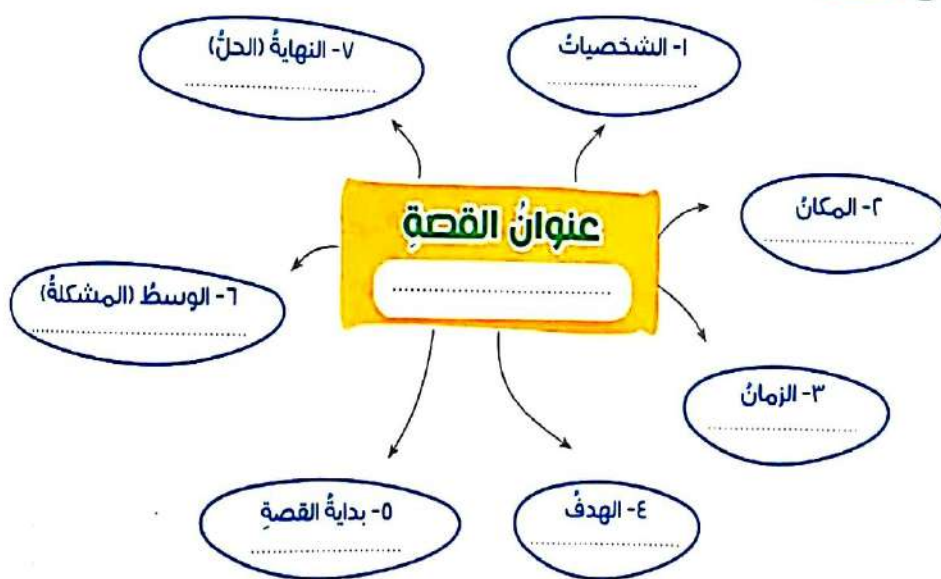 عنوانُ القصةِ
١- الشخصياتُ
٢- المكانُ
٣- الزمانُ
٤- الهدفُ
٥- بدايةُ القصةِ
٦- الوسطُ (المشكلةُ)
٧- النهايةُ (الحلُّ)